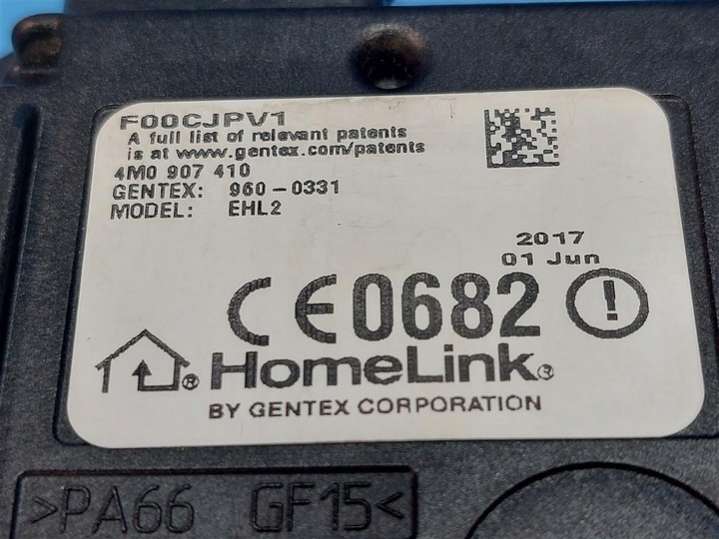 F00CJPV1
A full list of relevant patents
is at www.gentex.com/patents
4M0 907 410
GENTEX: 960-0331
MODEL: EHL2
2017
01 Jun
CE0682 !
® HomeLink®
BY GENTEX CORPORATION
>PA66 GF15<